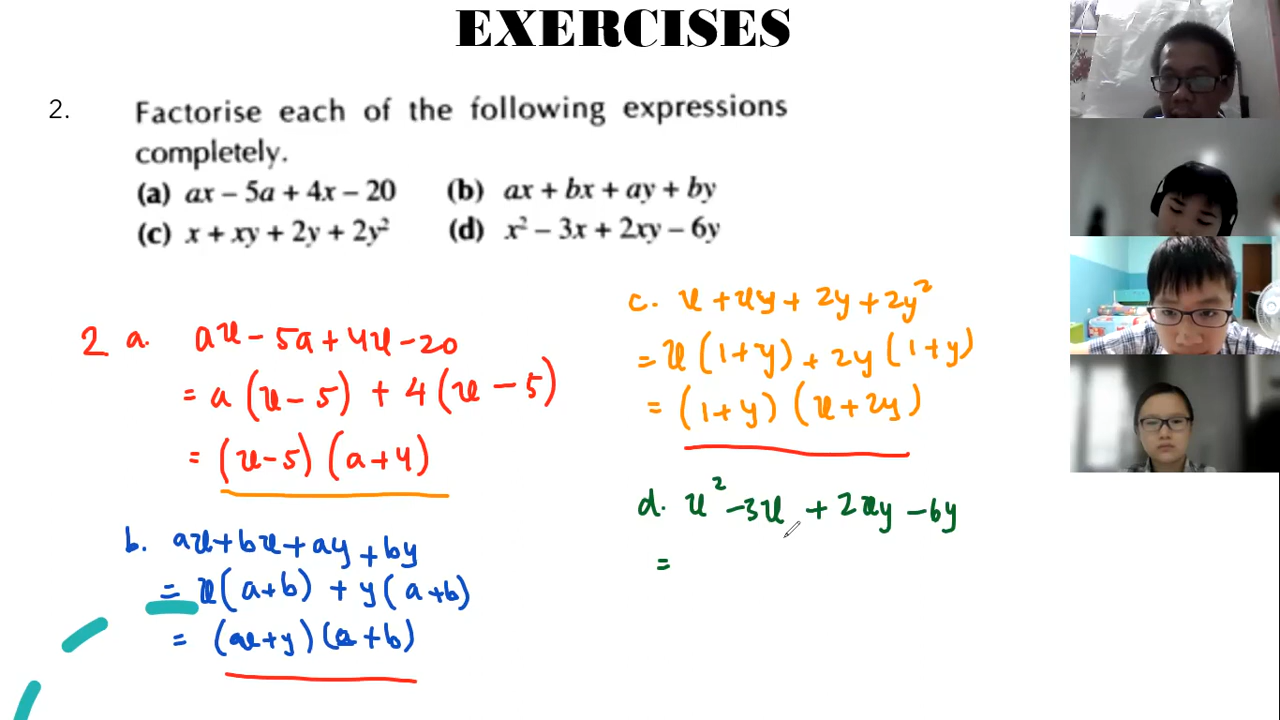 EXERCISES
2. Factorise each of the following expressions
completely.
(a) ax – 5a + 4x – 20 (b) ax + bx + ay + by
(c) x + xy + 2y + 2y² (d) x² – 3x + 2xy – 6y
2 a. ax - 5a + 4x - 20
= a (x - 5) + 4 (x - 5)
= (x - 5) (a + 4)
b. ax + bx + ay + by
= x (a + b) + y (a + b)
= (x + y) (a + b)
c. x + xy + 2y + 2y²
= x (1 + y) + 2y (1 + y)
= (1 + y) (x + 2y)
d. x² - 3x + 2xy - 6y
=